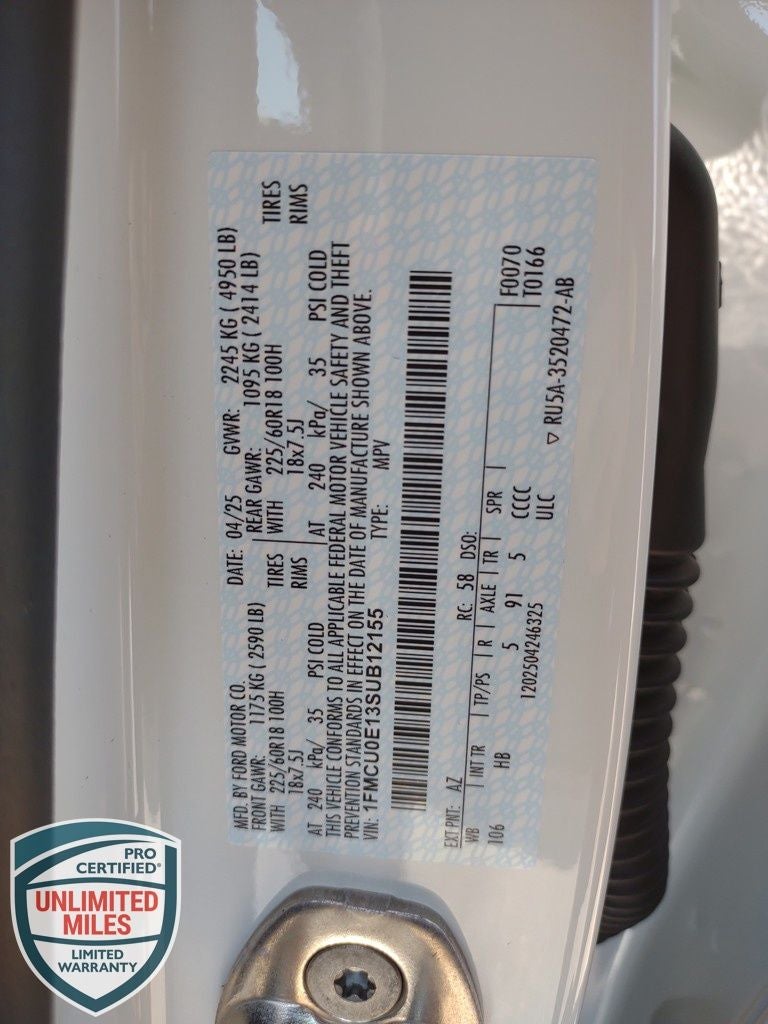 MFD. BY FORD MOTOR CO.
DATE: 04/25 GVWR: 2245 KG ( 4950 LB)
FRONT GAWR: 1175 KG ( 2590 LB)
REAR GAWR: 1095 KG ( 2414 LB)
WITH 225/60R18 100H TIRES
WITH 225/60R18 100H TIRES
18x7.5J RIMS
18x7.5J RIMS
AT 240 kPa/ 35 PSI COLD
AT 240 kPa/ 35 PSI COLD
THIS VEHICLE CONFORMS TO ALL APPLICABLE FEDERAL MOTOR VEHICLE SAFETY AND THEFT
PREVENTION STANDARDS IN EFFECT ON THE DATE OF MANUFACTURE SHOWN ABOVE.
VIN: 1FMCU0E13SUB12155 TYPE: MPV
EXT PNT: AZ RC: 58 DSO:
WB INT TR TP/PS R AXLE TR SPR
F0070
106 HB 5 91 5 CCCC
T0166
1202504246325 ULC
▽ RU5A-3520472-AB
PRO
CERTIFIED®
UNLIMITED
MILES
LIMITED
WARRANTY